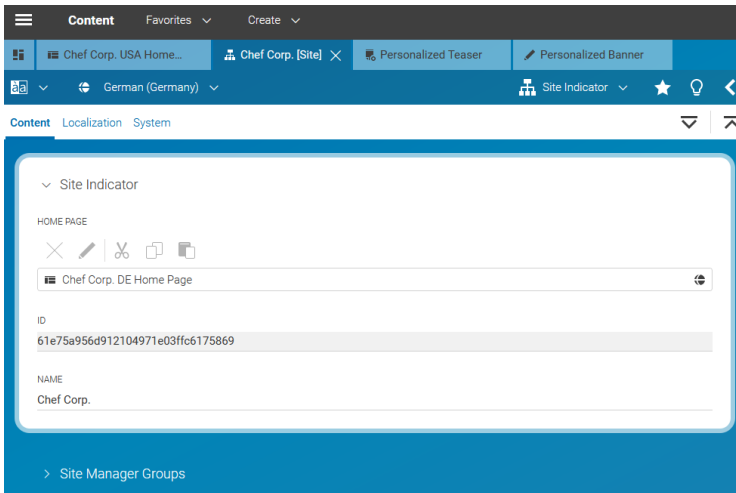 Content Favorites Create
Chef Corp. USA Home... Chef Corp. [Site] Personalized Teaser Personalized Banner
German (Germany) Site Indicator
Content Localization System
Site Indicator
HOME PAGE
Chef Corp. DE Home Page
ID
61e75a956d912104971e03ffc6175869
NAME
Chef Corp.
Site Manager Groups